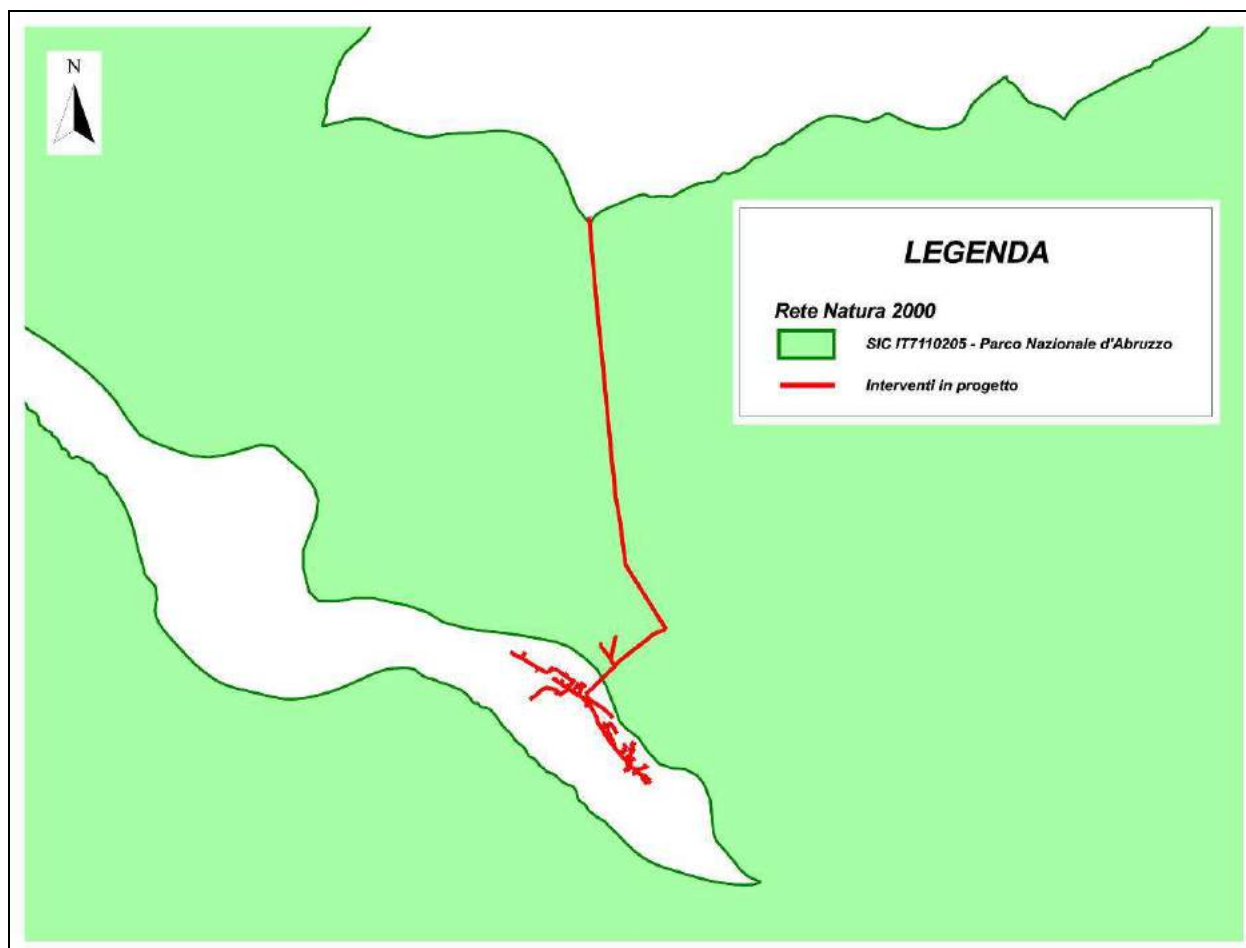 N
LEGENDA
Rete Natura 2000
SIC IT7110205 - Parco Nazionale d'Abruzzo
Interventi in progetto